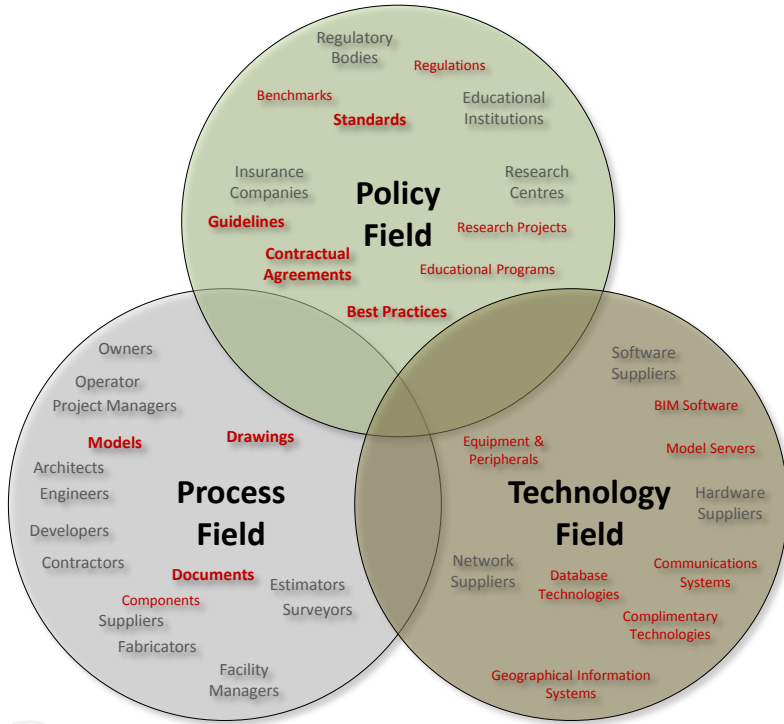 Regulatory
Bodies
Regulations
Benchmarks
Standards
Educational
Institutions
Insurance
Companies
Policy
Field
Research
Centres
Guidelines
Research Projects
Contractual
Agreements
Educational Programs
Best Practices
Owners
Operator
Project Managers
Models
Drawings
Architects
Engineers
Process
Field
Developers
Contractors
Documents
Estimators
Surveyors
Components
Suppliers
Fabricators
Facility
Managers
Software
Suppliers
BIM Software
Equipment &
Peripherals
Model Servers
Technology
Field
Hardware
Suppliers
Network
Suppliers
Database
Technologies
Communications
Systems
Complimentary
Technologies
Geographical Information
Systems